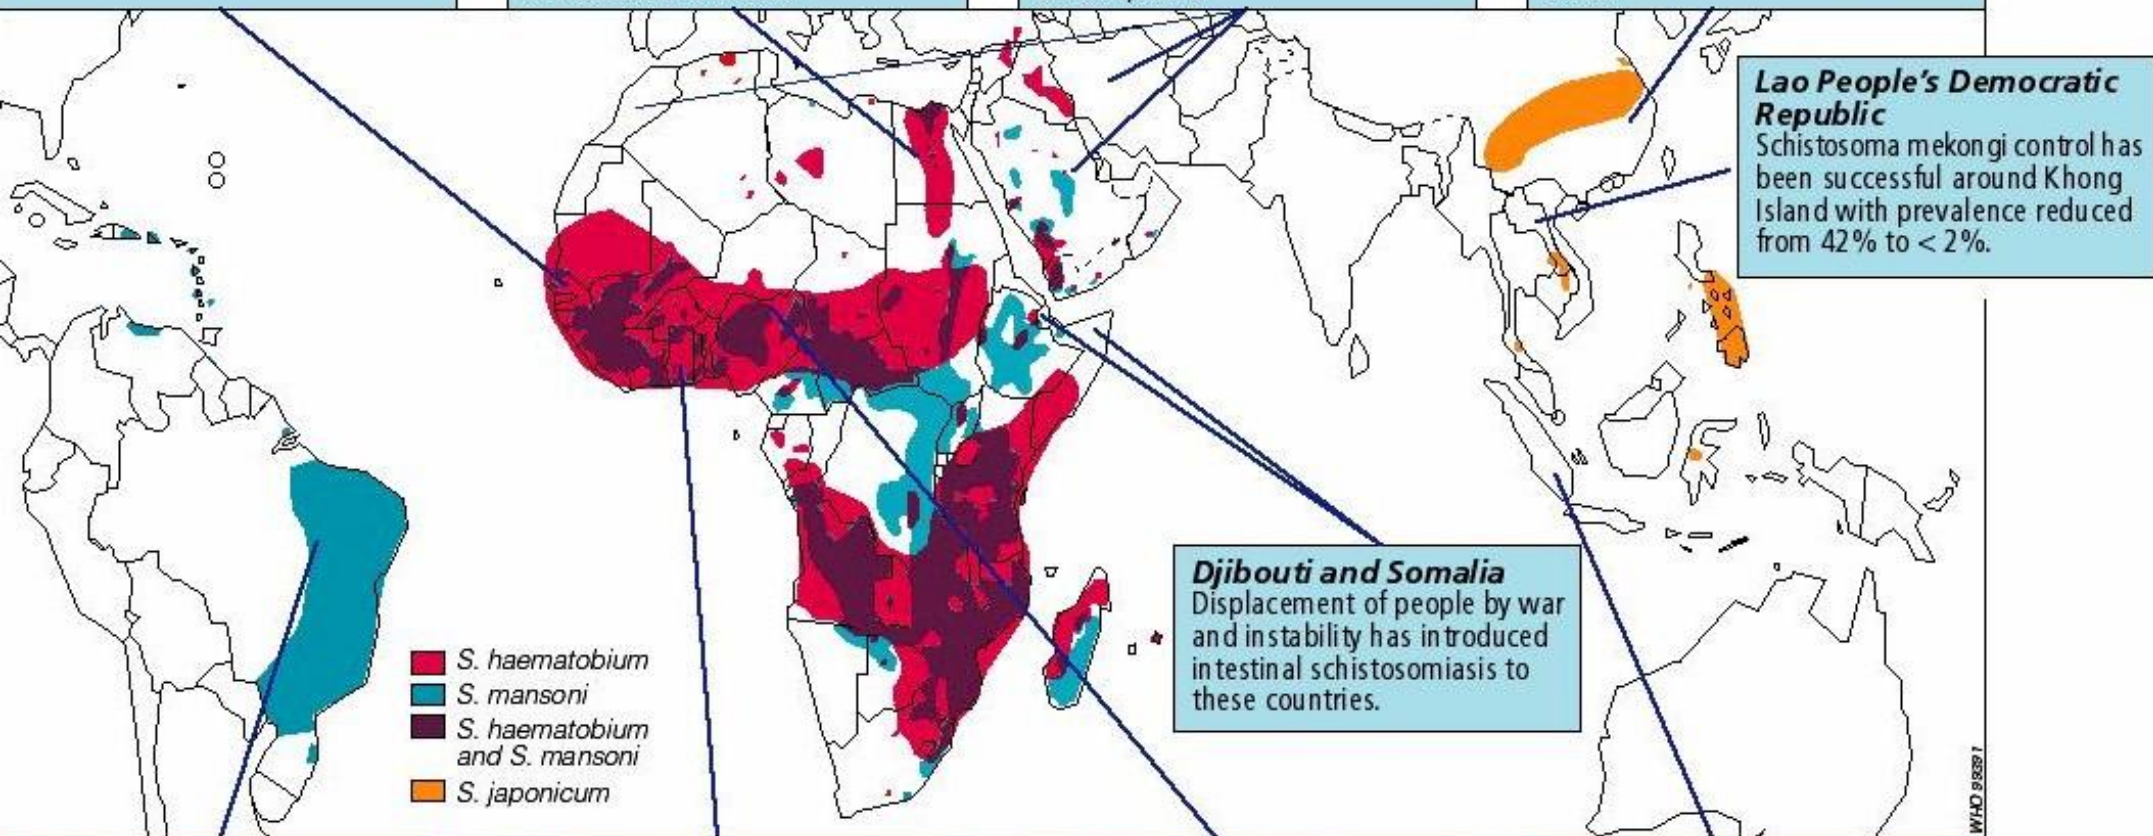 Lao People's Democratic
Republic
Schistosoma mekongi control has
been successful around Khong
Island with prevalence reduced
from 42% to < 2%.
Djibouti and Somalia
Displacement of people by war
and instability has introduced
intestinal schistosomiasis to
these countries.
S. haematobium
S. mansoni
S. haematobium
and S. mansoni
S. japonicum
WHO 99391